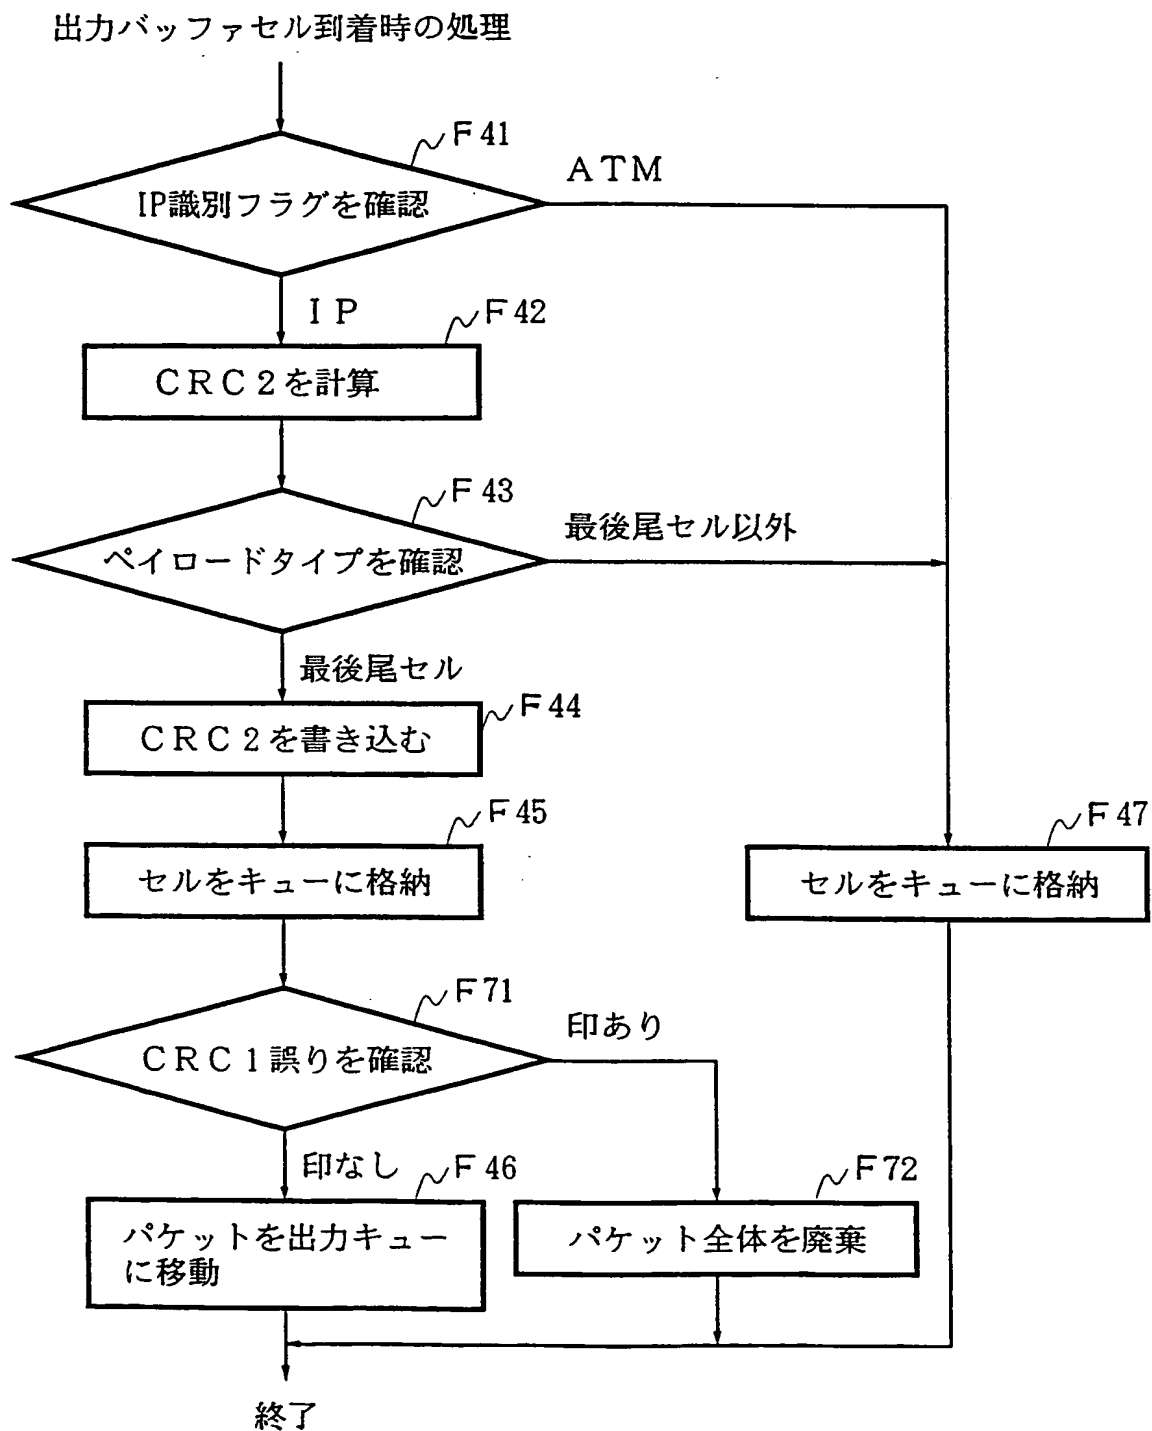 出力バッファセル到着時の処理
F41
ATM
IP識別フラグを確認
IP
F42
CRC2を計算
F43
最後尾セル以外
ペイロードタイプを確認
最後尾セル
F44
CRC2を書き込む
F45
F47
セルをキューに格納
セルをキューに格納
F71
印あり
CRC1誤りを確認
印なし
F46
F72
パケットを出力キュー
に移動
パケット全体を廃棄
終了